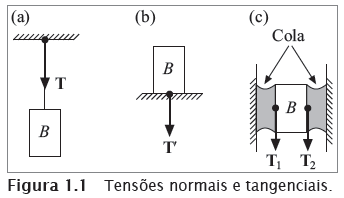 (a) (b) (c)
Cola
T
B
B
T'
B
T₁ T₂
Figura 1.1 Tensões normais e tangenciais.